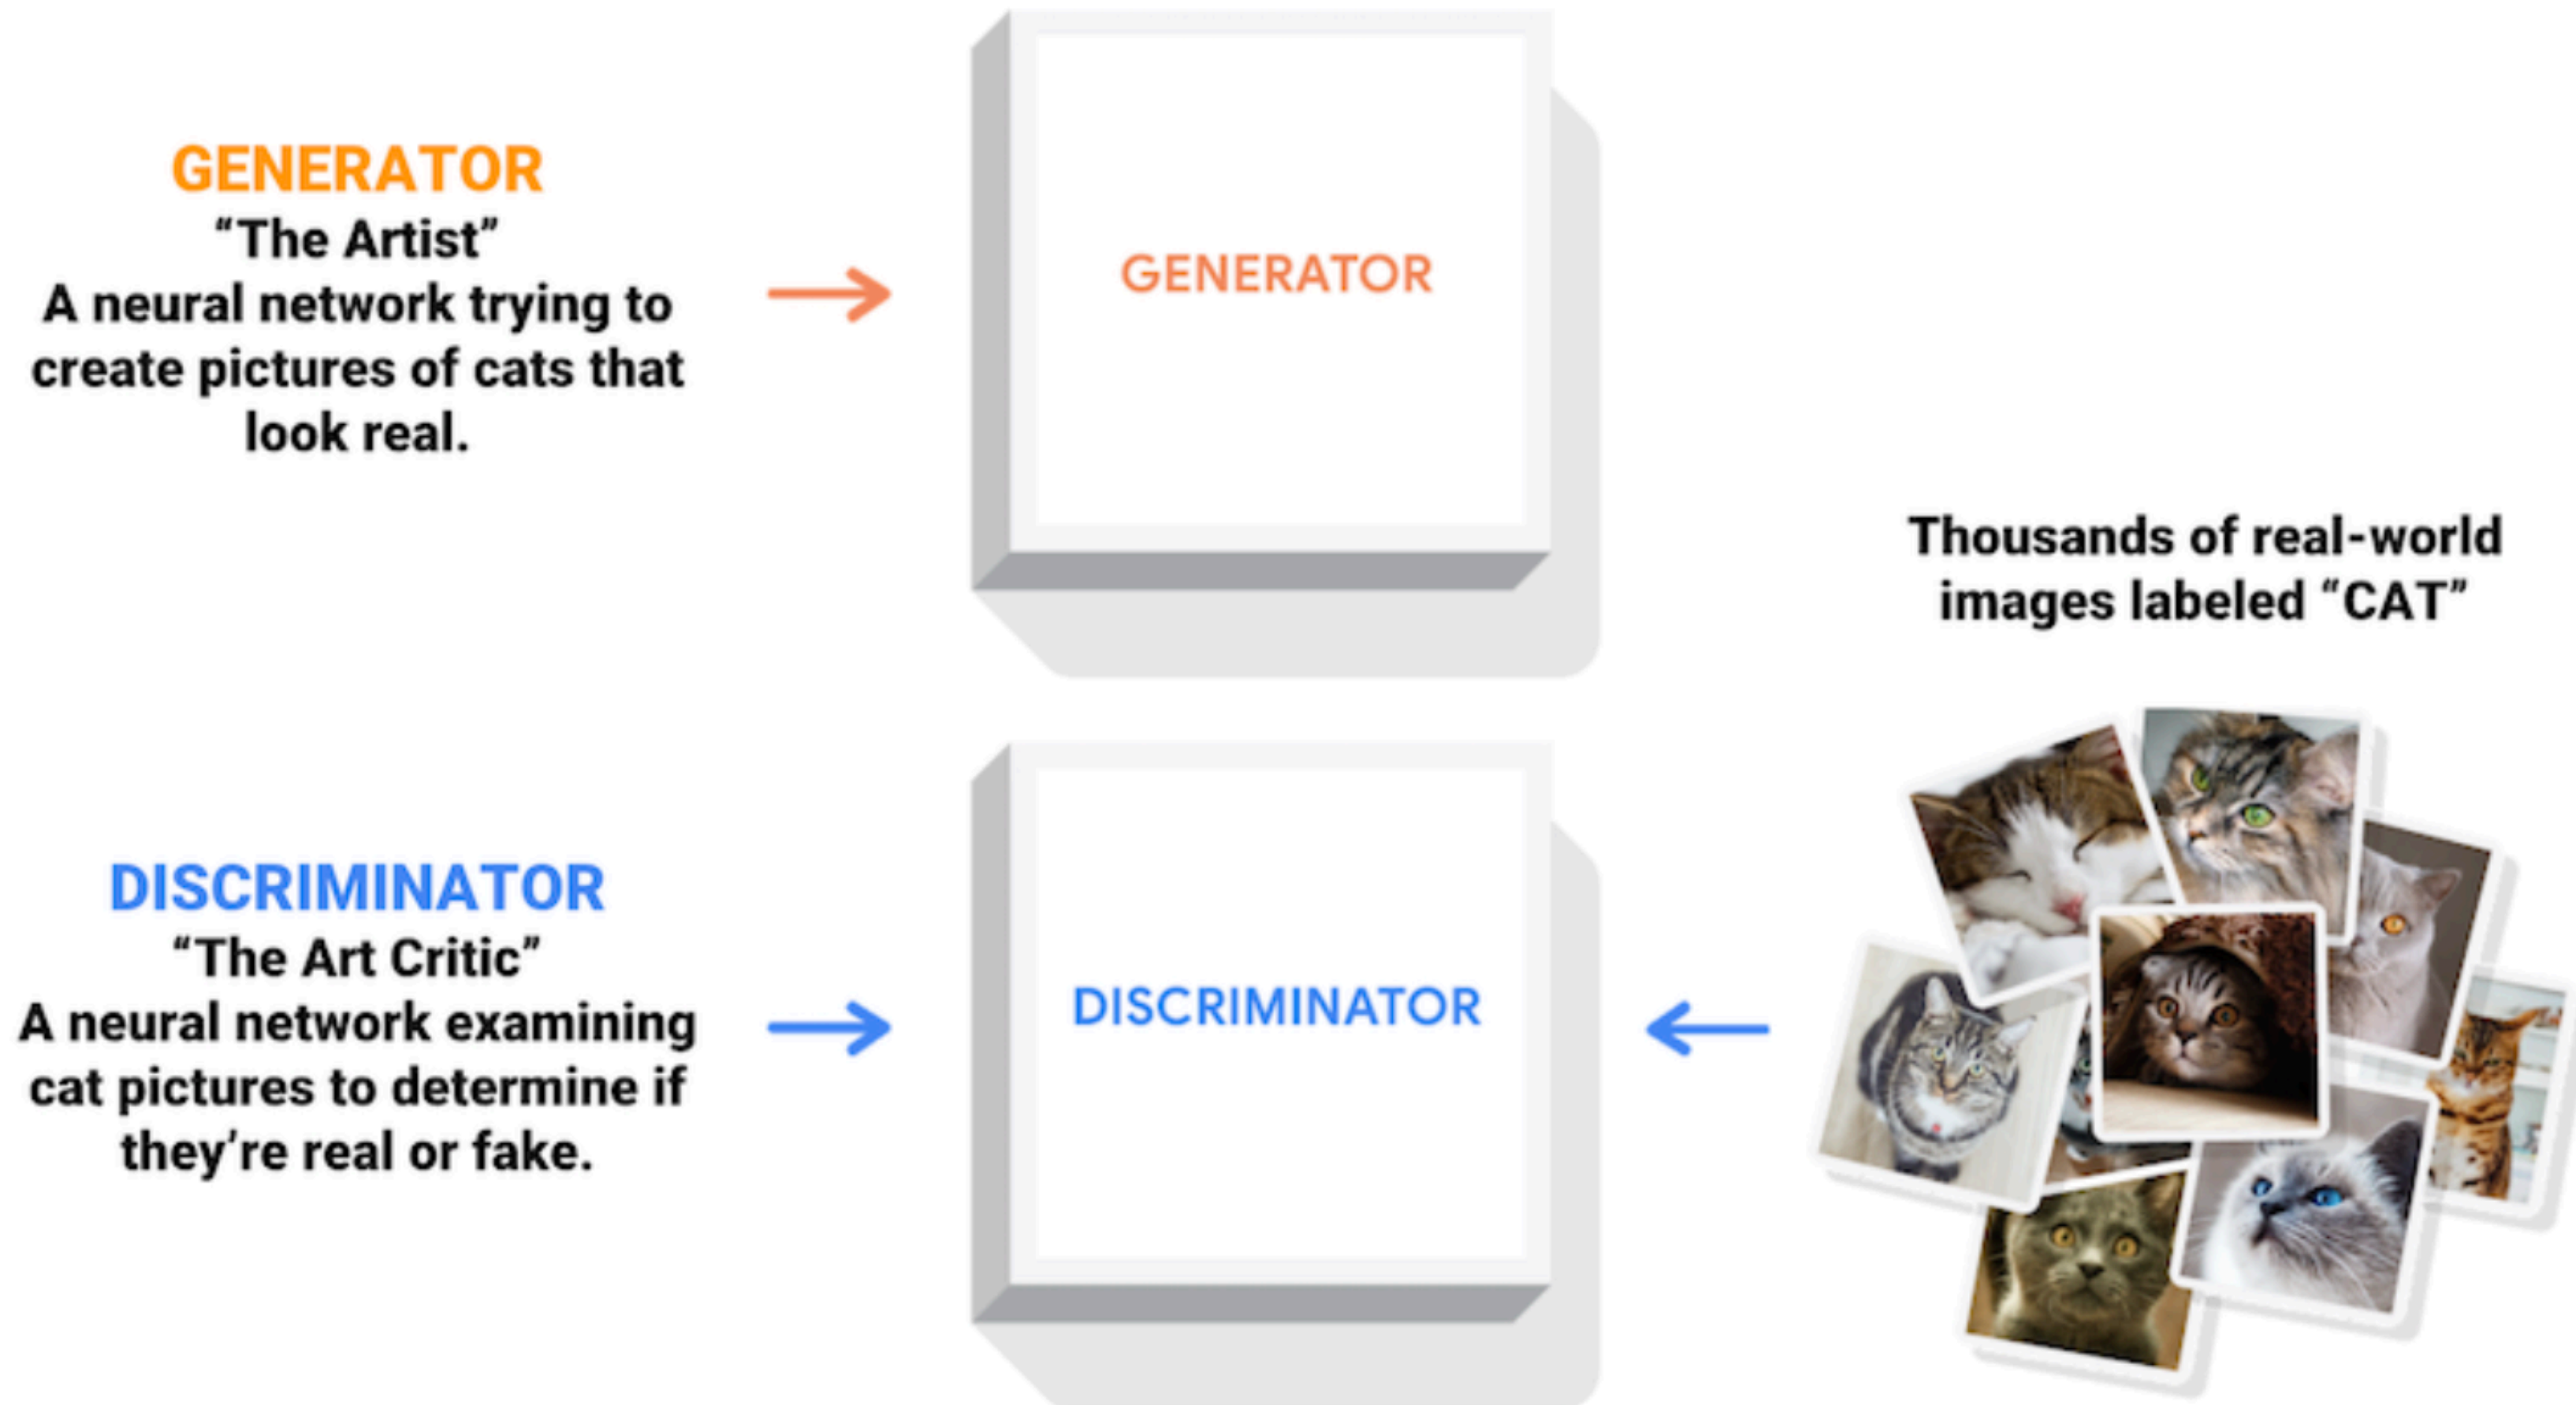 GENERATOR
“The Artist”
A neural network trying to
create pictures of cats that
look real.
GENERATOR
Thousands of real-world
images labeled “CAT”
DISCRIMINATOR
“The Art Critic”
A neural network examining
cat pictures to determine if
they’re real or fake.
DISCRIMINATOR